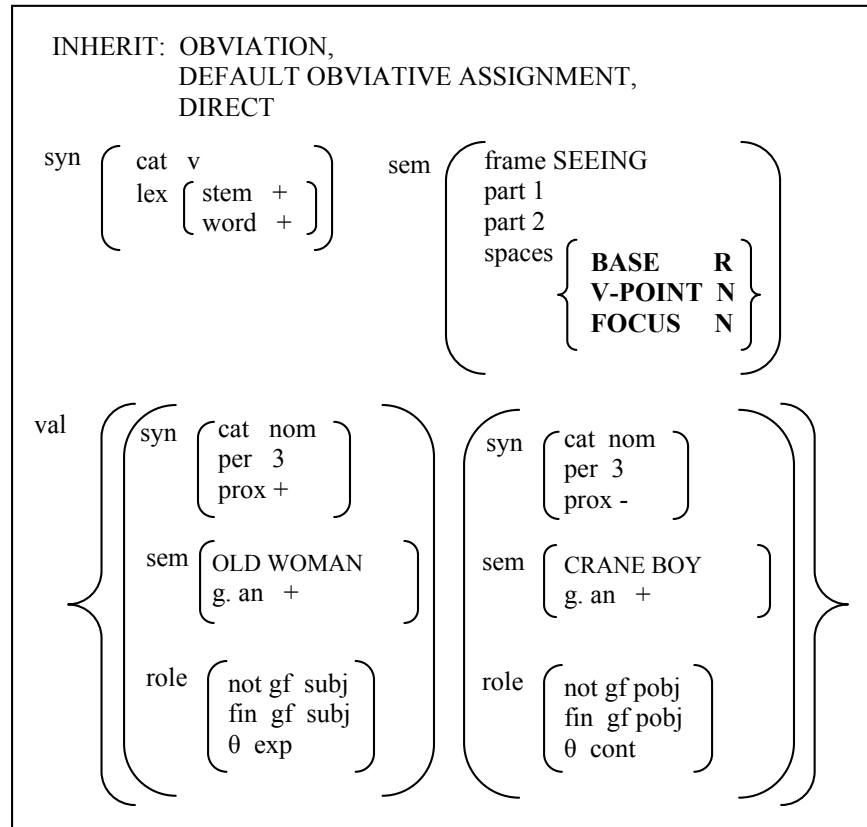 INHERIT: OBVIATION,
DEFAULT OBVIATIVE ASSIGNMENT,
DIRECT
syn
cat v
lex
stem +
word +
sem
frame SEEING
part 1
part 2
spaces
BASE R
V-POINT N
FOCUS N
val
syn
cat nom
per 3
prox +
sem
OLD WOMAN
g. an +
role
not gf subj
fin gf subj
θ exp
syn
cat nom
per 3
prox -
sem
CRANE BOY
g. an +
role
not gf pobj
fin gf pobj
θ cont